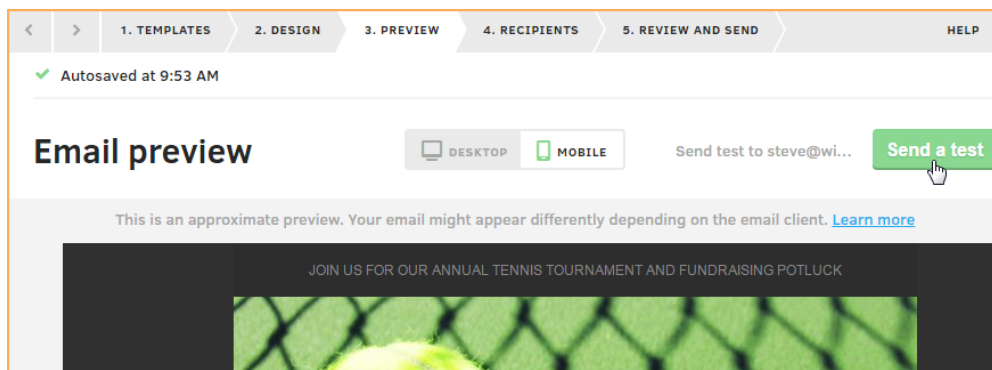 1. TEMPLATES 2. DESIGN 3. PREVIEW 4. RECIPIENTS 5. REVIEW AND SEND HELP
Autosaved at 9:53 AM
Email preview DESKTOP MOBILE Send test to steve@wi... Send a test
This is an approximate preview. Your email might appear differently depending on the email client. Learn more
JOIN US FOR OUR ANNUAL TENNIS TOURNAMENT AND FUNDRAISING POTLUCK